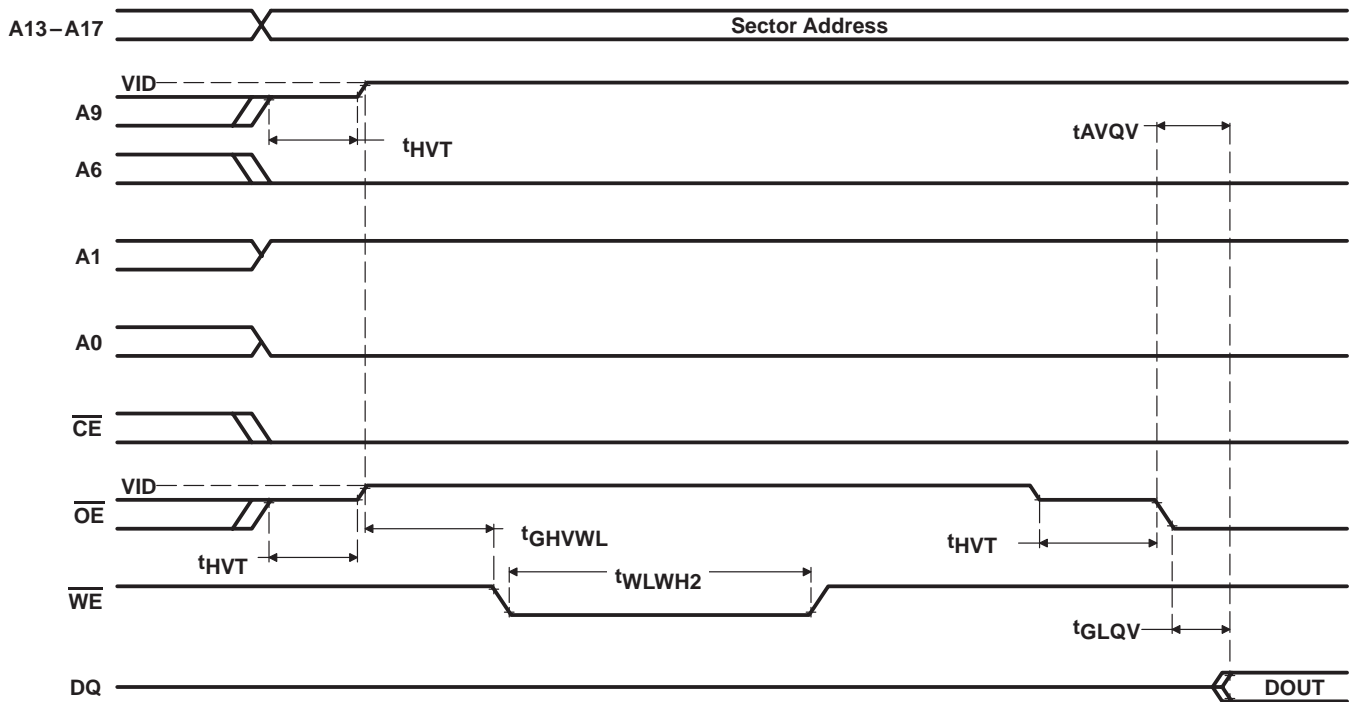 A13–A17
Sector Address
VID
A9
tHVT
tAVQV
A6
A1
A0
CE
VID
OE
tHVT
tGHVWL
tHVT
WE
tWLWH2
tGLQV
DQ
DOUT